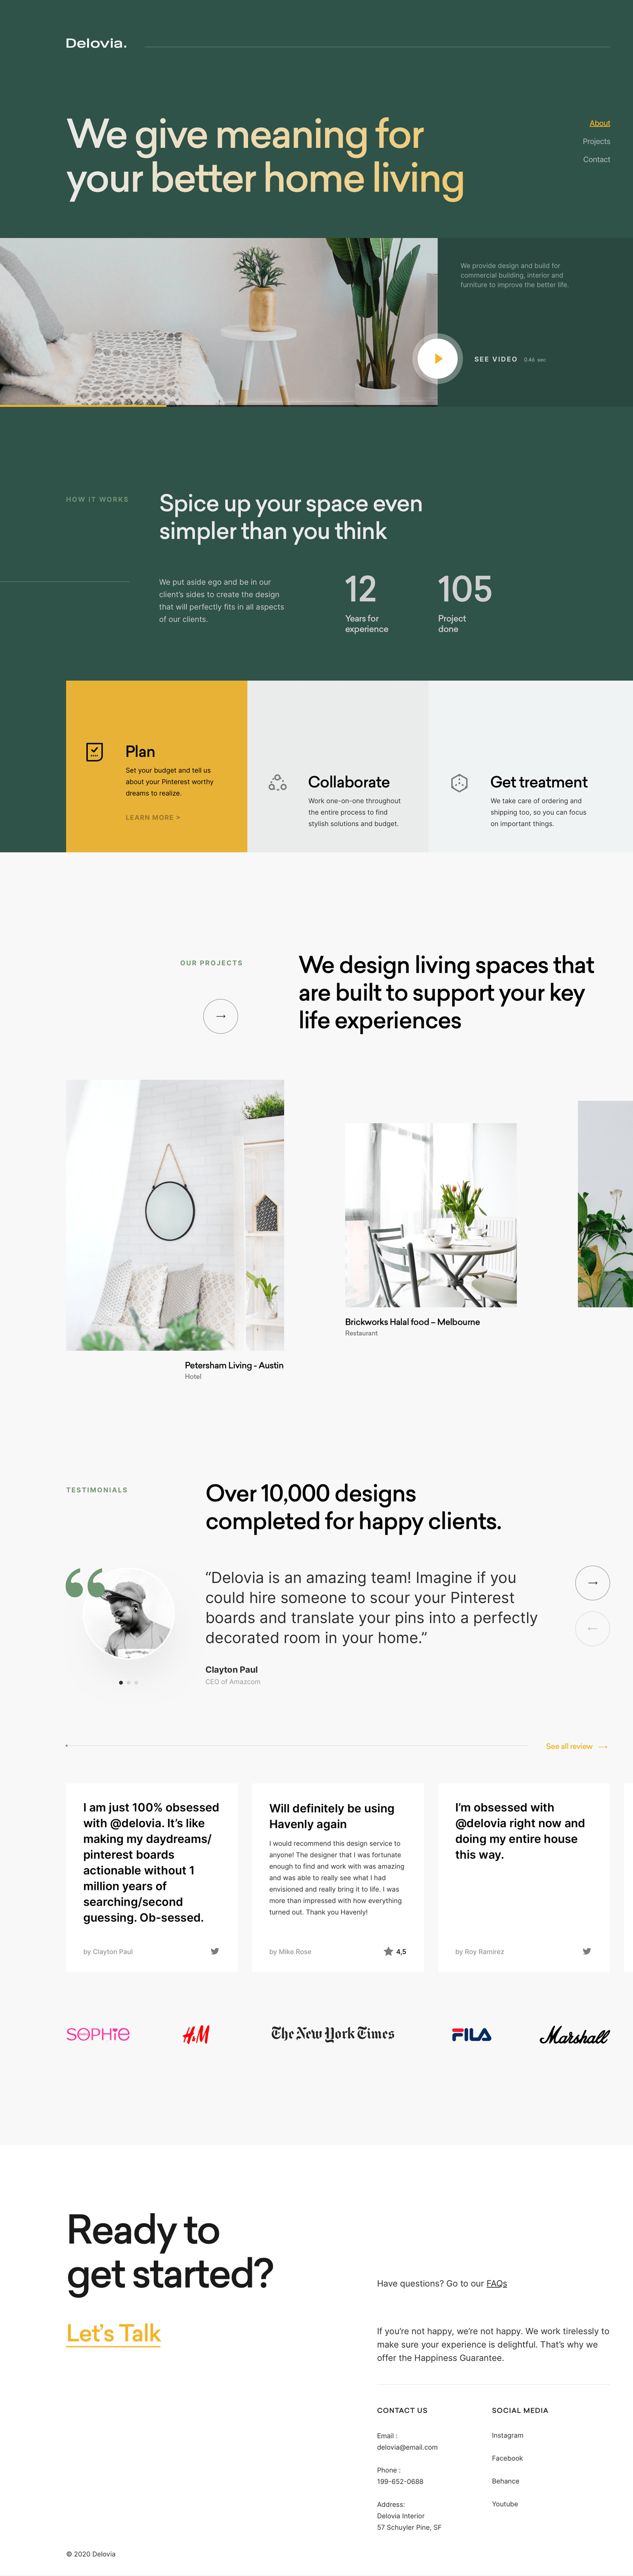 Delovia.
We give meaning for
your better home living
About
Projects
Contact
We provide design and build for
commercial building, interior and
furniture to improve the better life.
SEE VIDEO 0.46 sec
HOW IT WORKS
Spice up your space even
simpler than you think
We put aside ego and be in our
client's sides to create the design
that will perfectly fits in all aspects
of our clients.
12
Years for
experience
105
Project
done
Plan
Set your budget and tell us
about your Pinterest worthy
dreams to realize.
LEARN MORE >
Collaborate
Work one-on-one throughout
the entire process to find
stylish solutions and budget.
Get treatment
We take care of ordering and
shipping too, so you can focus
on important things.
OUR PROJECTS
We design living spaces that
are built to support your key
life experiences
Petersham Living - Austin
Hotel
Brickworks Halal food – Melbourne
Restaurant
TESTIMONIALS
Over 10,000 designs
completed for happy clients.
“Delovia is an amazing team! Imagine if you
could hire someone to scour your Pinterest
boards and translate your pins into a perfectly
decorated room in your home.”
Clayton Paul
CEO of Amazcom
See all review
I am just 100% obsessed
with @delovia. It's like
making my daydreams/
pinterest boards
actionable without 1
million years of
searching/second
guessing. Ob-sessed.
by Clayton Paul
Will definitely be using
Havenly again
I would recommend this design service to
anyone! The designer that I was fortunate
enough to find and work with was amazing
and was able to really see what I had
envisioned and really bring it to life. I was
more than impressed with how everything
turned out. Thank you Havenly!
by Mike Rose
4,5
I'm obsessed with
@delovia right now and
doing my entire house
this way.
by Roy Ramirez
SOPHiE
H&M
The New York Times
FILA
Marshall
Ready to
get started?
Let's Talk
Have questions? Go to our FAQs
If you're not happy, we're not happy. We work tirelessly to
make sure your experience is delightful. That's why we
offer the Happiness Guarantee.
CONTACT US
Email :
delovia@email.com
Phone :
199-652-0688
Address:
Delovia Interior
57 Schuyler Pine, SF
SOCIAL MEDIA
Instagram
Facebook
Behance
Youtube
© 2020 Delovia